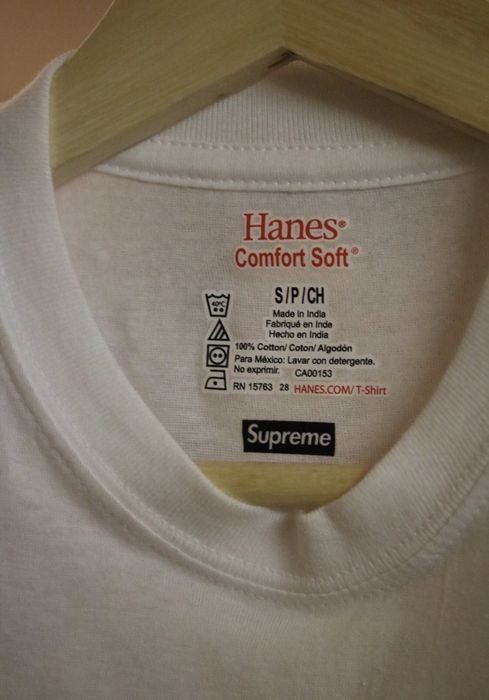 Hanes®
Comfort Soft®
S/P/CH
Made in India
Fabriqué en Inde
Hecho en India
40°C
100% Cotton/Coton/Algodón
Para México: Lavar con detergente.
No exprimir. CA00153
RN 15763 28 HANES.COM/T-Shirt
Supreme